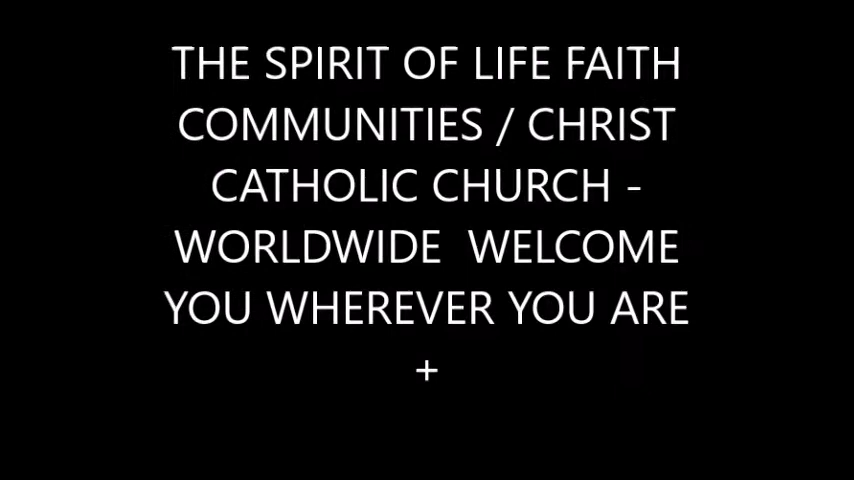 THE SPIRIT OF LIFE FAITH
COMMUNITIES / CHRIST
CATHOLIC CHURCH -
WORLDWIDE  WELCOME
YOU WHEREVER YOU ARE
+